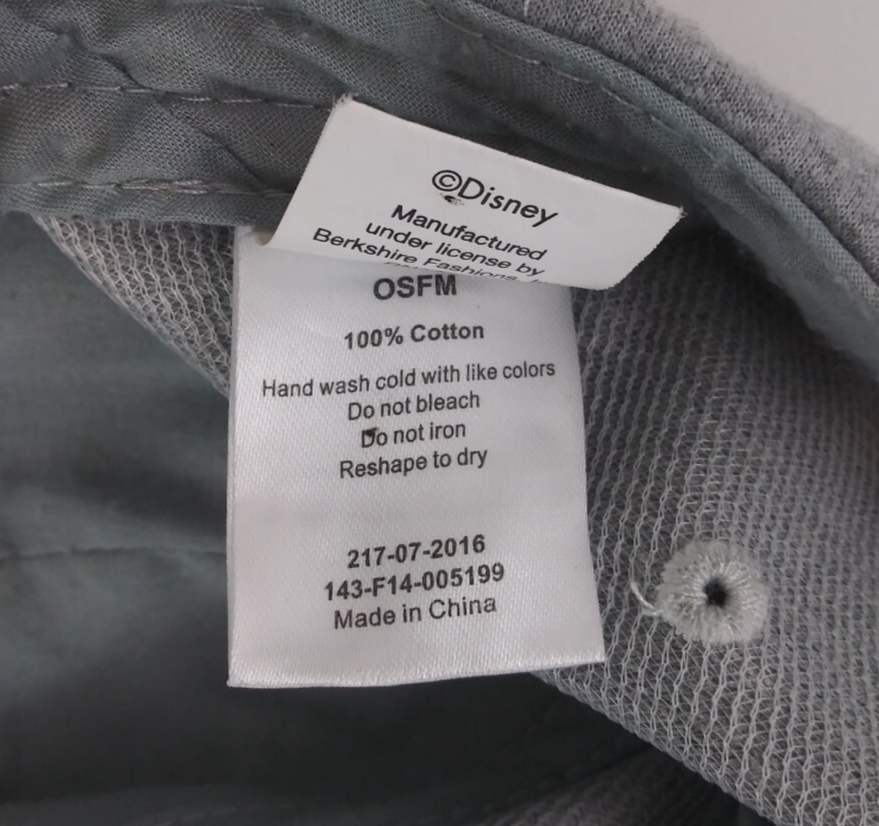 ©Disney
Manufactured
under license by
Berkshire Fashions
OSFM
100% Cotton
Hand wash cold with like colors
Do not bleach
Do not iron
Reshape to dry
217-07-2016
143-F14-005199
Made in China